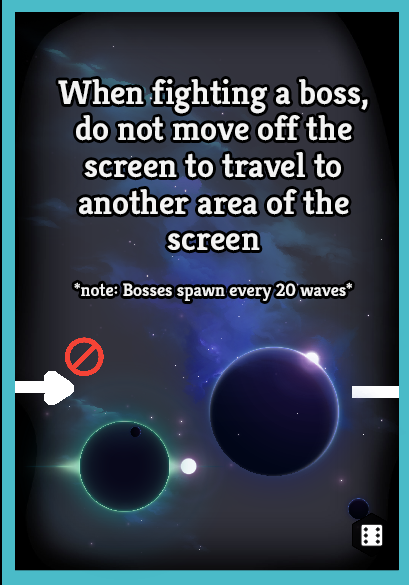 When fighting a boss,
do not move off the
screen to travel to
another area of the
screen
*note: Bosses spawn every 20 waves*